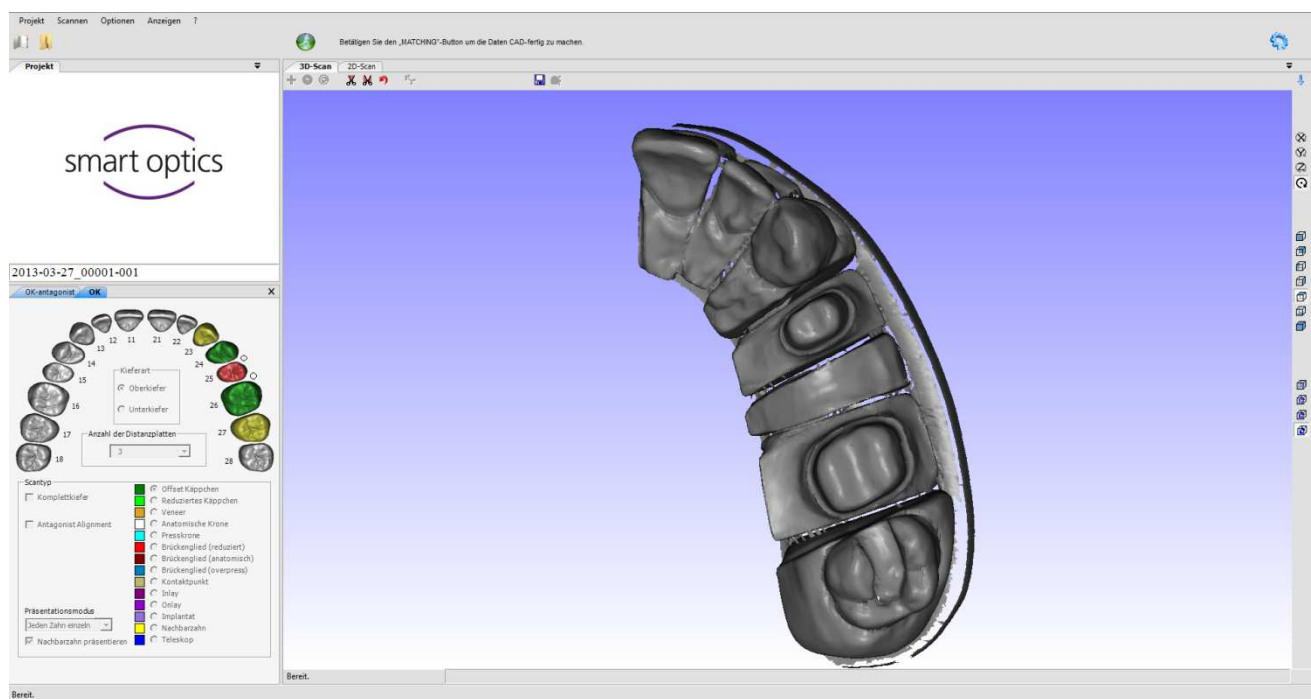 Projekt Scannen Optionen Anzeigen ?
Betätigen Sie den „MATCHING"-Button um die Daten CAD-fertig zu machen.
Projekt
3D-Scan 2D-Scan
smart optics
2013-03-27_00001-001
OK-antagonist OK X
12 11 21 22
13 23
14 24
15 25
16 26
17 27
18 28
Kieferart
Oberkiefer
Unterkiefer
Anzahl der Distanzplatten
3
Scantyp
Komplettkiefer
Antagonist Alignment
Offset Käppchen
Reduziertes Käppchen
Veneer
Anatomische Krone
Presskrone
Brückenglied (reduziert)
Brückenglied (anatomisch)
Brückenglied (overpress)
Kontaktpunkt
Inlay
Onlay
Implantat
Nachbarzahn
Teleskop
Präsentationsmodus
Jeden Zahn einzeln
Nachbarzahn präsentieren
Bereit.
Bereit.